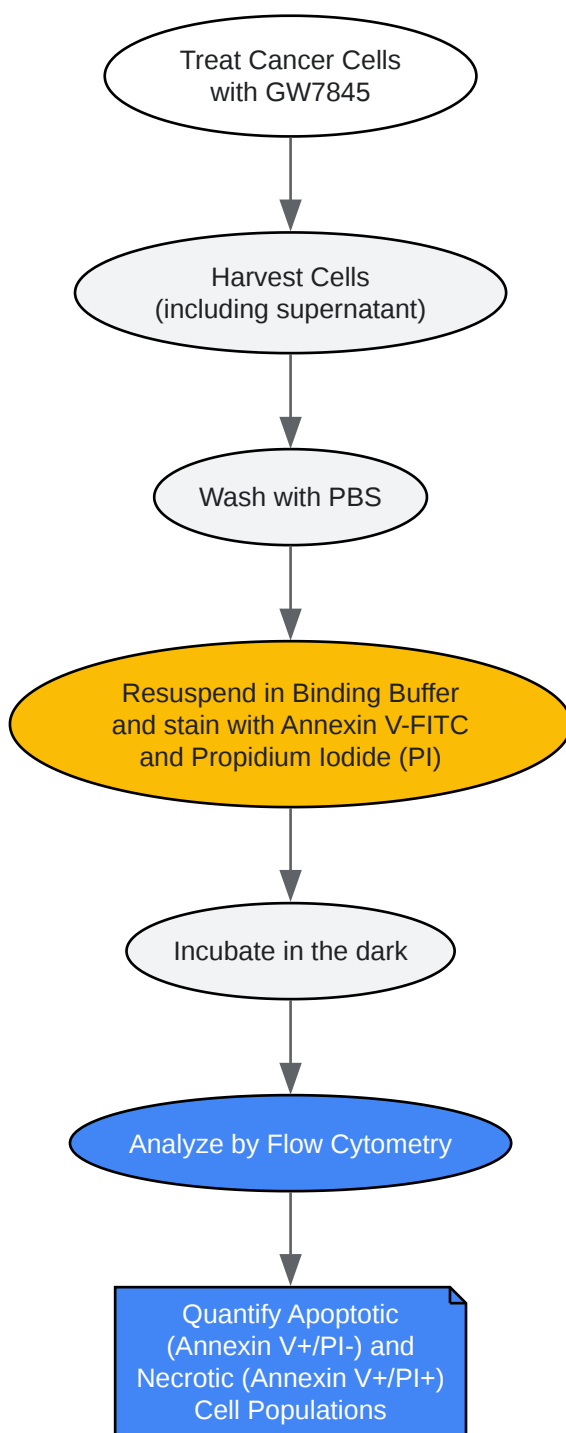 Treat Cancer Cells
with GW7845
Harvest Cells
(including supernatant)
Wash with PBS
Resuspend in Binding Buffer
and stain with Annexin V-FITC
and Propidium Iodide (PI)
Incubate in the dark
Analyze by Flow Cytometry
Quantify Apoptotic
(Annexin V+/PI-) and
Necrotic (Annexin V+/PI+)
Cell Populations